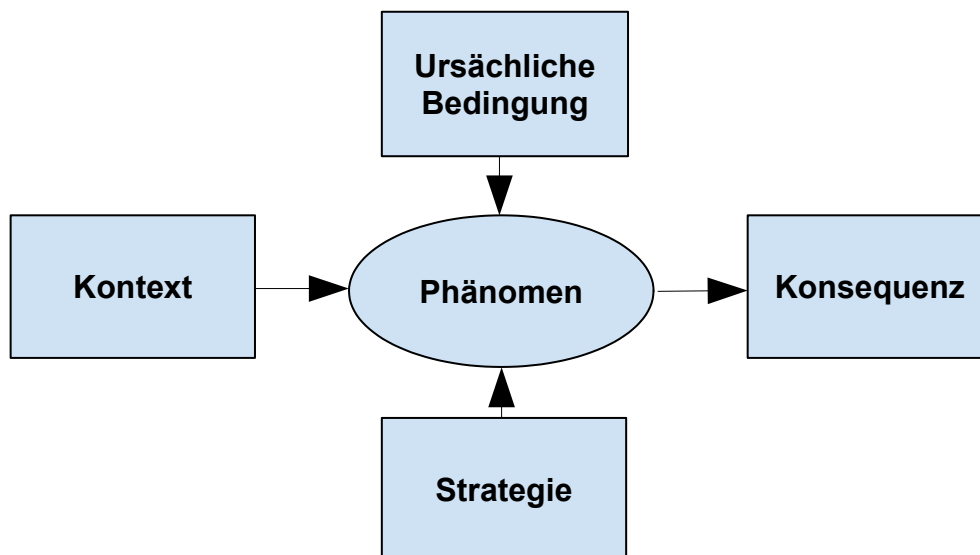 Ursächliche
Bedingung
Kontext
Phänomen
Konsequenz
Strategie